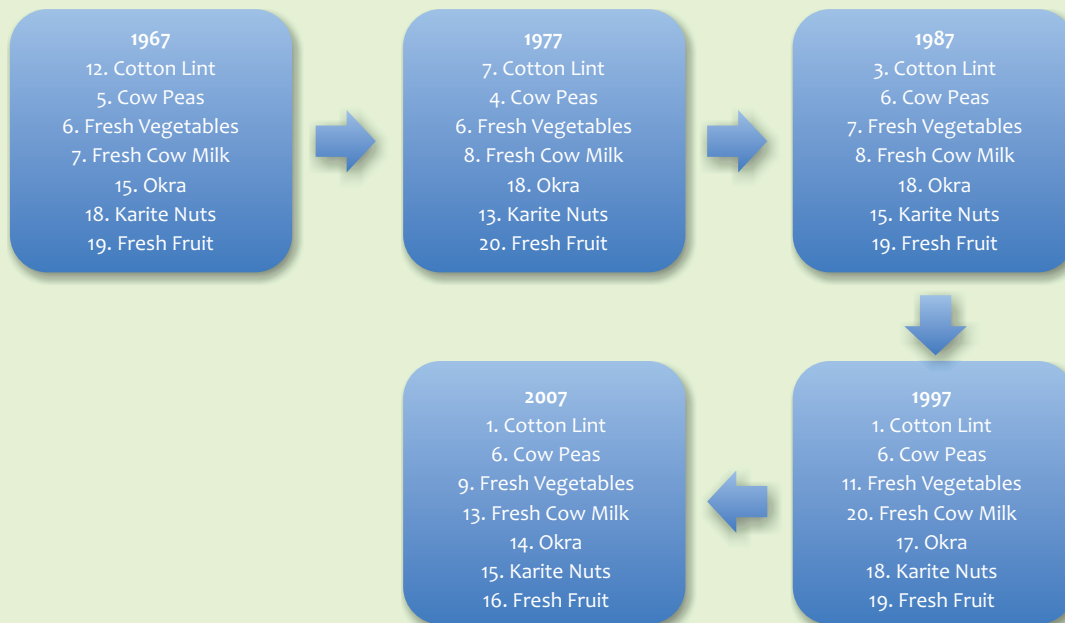 1967
12. Cotton Lint
5. Cow Peas
6. Fresh Vegetables
7. Fresh Cow Milk
15. Okra
18. Karite Nuts
19. Fresh Fruit
1977
7. Cotton Lint
4. Cow Peas
6. Fresh Vegetables
8. Fresh Cow Milk
18. Okra
13. Karite Nuts
20. Fresh Fruit
1987
3. Cotton Lint
6. Cow Peas
7. Fresh Vegetables
8. Fresh Cow Milk
18. Okra
15. Karite Nuts
19. Fresh Fruit
1997
1. Cotton Lint
6. Cow Peas
11. Fresh Vegetables
20. Fresh Cow Milk
17. Okra
18. Karite Nuts
19. Fresh Fruit
2007
1. Cotton Lint
6. Cow Peas
9. Fresh Vegetables
13. Fresh Cow Milk
14. Okra
15. Karite Nuts
16. Fresh Fruit